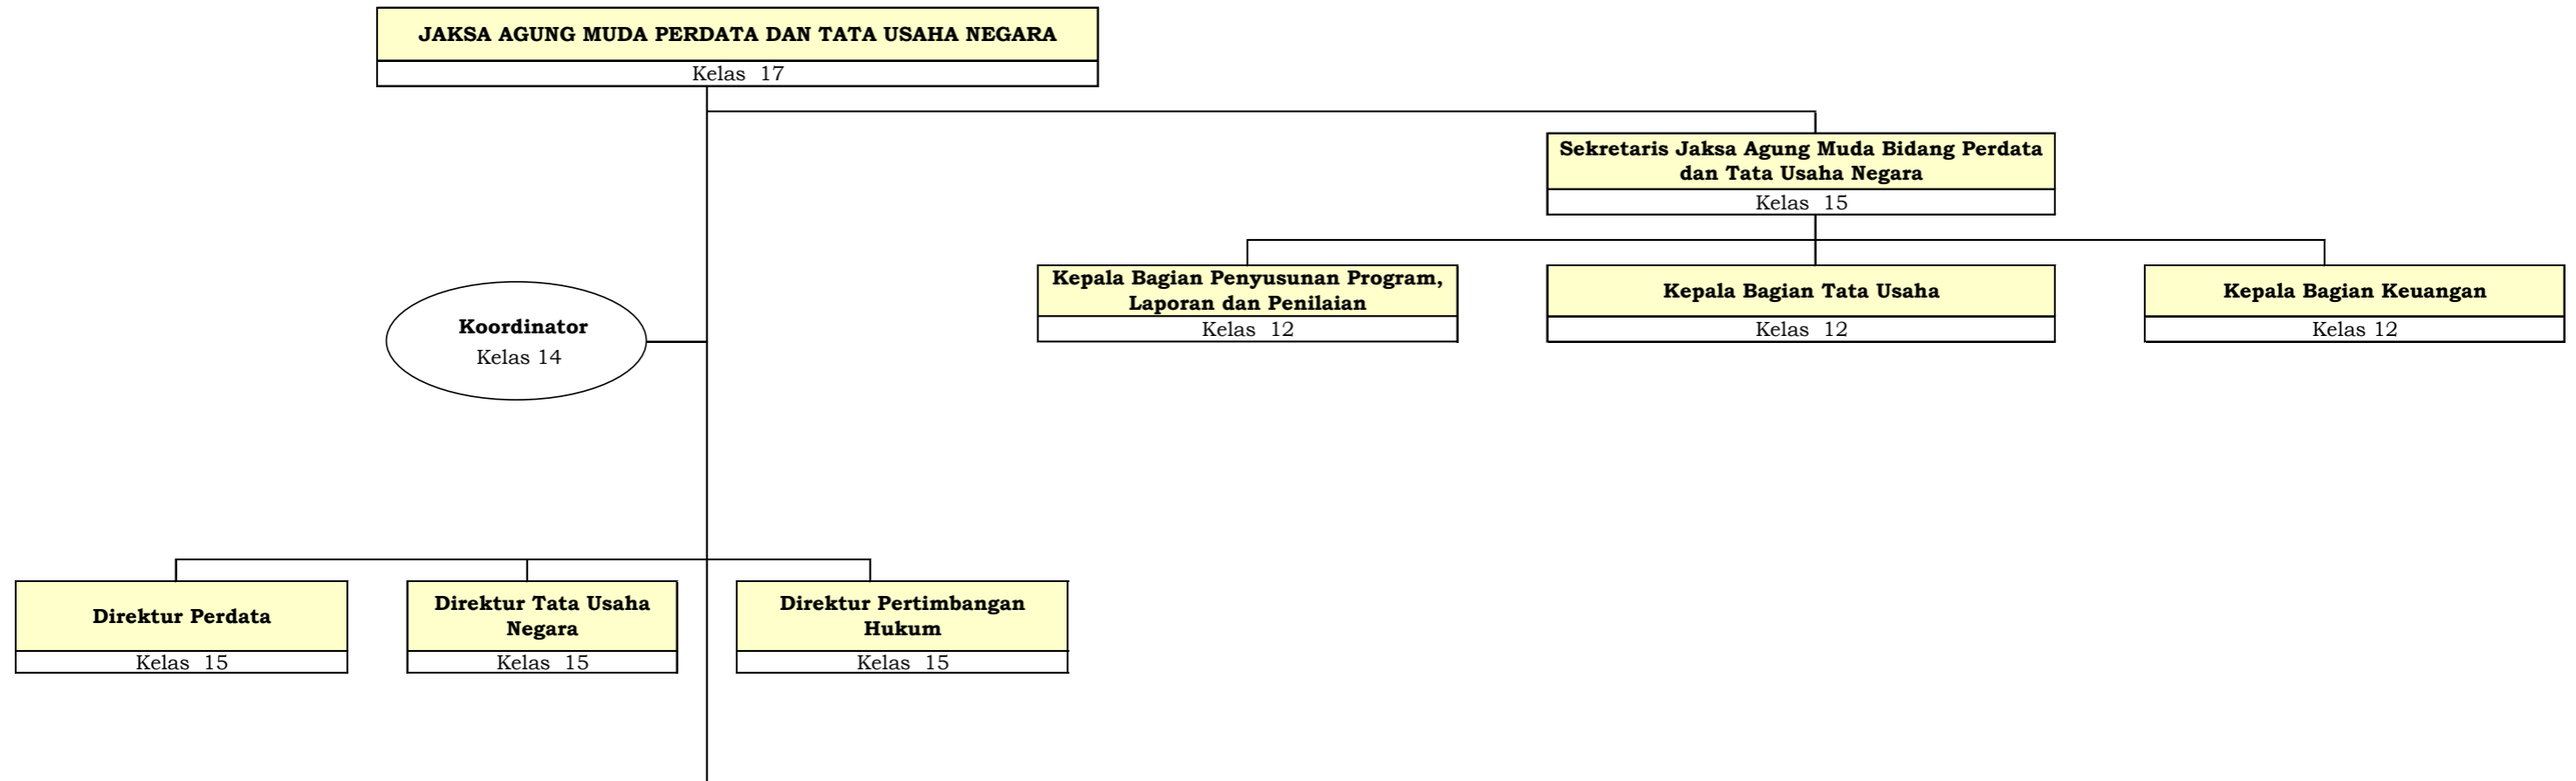 JAKSA AGUNG MUDA PERDATA DAN TATA USAHA NEGARA
Kelas 17
Sekretaris Jaksa Agung Muda Bidang Perdata
dan Tata Usaha Negara
Kelas 15
Kepala Bagian Penyusunan Program,
Laporan dan Penilaian
Kelas 12
Kepala Bagian Tata Usaha
Kelas 12
Kepala Bagian Keuangan
Kelas 12
Koordinator
Kelas 14
Direktur Perdata
Kelas 15
Direktur Tata Usaha
Negara
Kelas 15
Direktur Pertimbangan
Hukum
Kelas 15